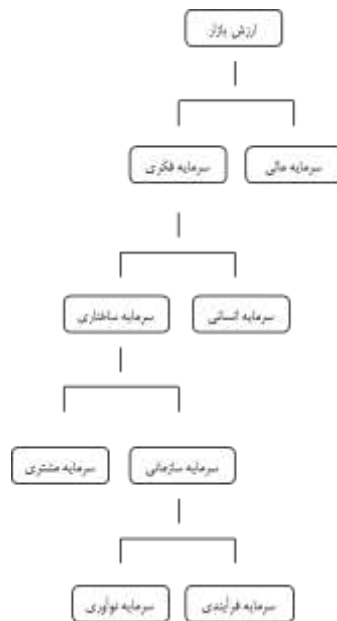 ارزش بازار
سرمایه مالی
سرمایه فکری
سرمایه انسانی
سرمایه ساختاری
سرمایه سازمانی
سرمایه مشتری
سرمایه فرآیندی
سرمایه نوآوری